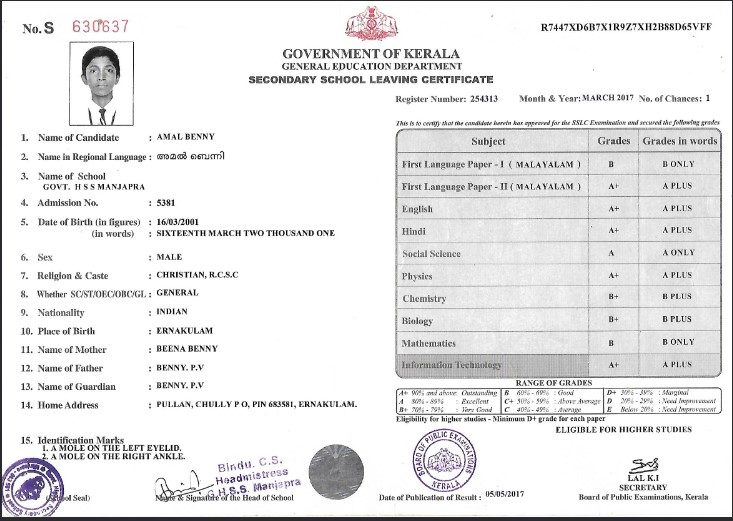 No. S 630637
R7447XD6B7X1R9Z7XH2B88D65VFF
GOVERNMENT OF KERALA
GENERAL EDUCATION DEPARTMENT
SECONDARY SCHOOL LEAVING CERTIFICATE
Register Number: 254313 Month & Year: MARCH 2017 No. of Chances: 1
This is to certify that the candidate herein has appeared for the SSLC Examination and secured the following grades
1. Name of Candidate : AMAL BENNY
2. Name in Regional Language : അമൽ ബെന്നി
3. Name of School
GOVT. H S S MANJAPRA
4. Admission No. : 5381
5. Date of Birth (in figures) : 16/03/2001
(in words) : SIXTEENTH MARCH TWO THOUSAND ONE
6. Sex : MALE
7. Religion & Caste : CHRISTIAN, R.C.S.C
8. Whether SC/ST/OEC/OBC/GL : GENERAL
9. Nationality : INDIAN
10. Place of Birth : ERNAKULAM
11. Name of Mother : BEENA BENNY
12. Name of Father : BENNY. P.V
13. Name of Guardian : BENNY. P.V
14. Home Address : PULLAN, CHULLY P O, PIN 683581, ERNAKULAM.
15. Identification Marks
1. A MOLE ON THE LEFT EYELID.
2. A MOLE ON THE RIGHT ANKLE.
Subject Grades Grades in words
First Language Paper - I ( MALAYALAM ) B B ONLY
First Language Paper - II ( MALAYALAM ) A+ A PLUS
English A+ A PLUS
Hindi A+ A PLUS
Social Science A A ONLY
Physics A+ A PLUS
Chemistry B+ B PLUS
Biology B+ B PLUS
Mathematics B B ONLY
Information Technology A+ A PLUS
RANGE OF GRADES
A+ 90% and above: Outstanding B 60% - 69% : Good D+ 30% - 39% : Marginal
A 80% - 89% : Excellent C+ 50% - 59% : Above Average D 20% - 29% : Need Improvement
B+ 70% - 79% : Very Good C 40% - 49% : Average E Below 20% : Need Improvement
Eligibility for higher studies - Minimum D+ grade for each paper
ELIGIBLE FOR HIGHER STUDIES
Bindu. C.S.
Headmistress
G.H.S.S. Manjapra
(School Seal) Name & Signature of the Head of School
BOARD OF PUBLIC EXAMINATIONS
KERALA
Date of Publication of Result : 05/05/2017
LAL K.I
SECRETARY
Board of Public Examinations, Kerala